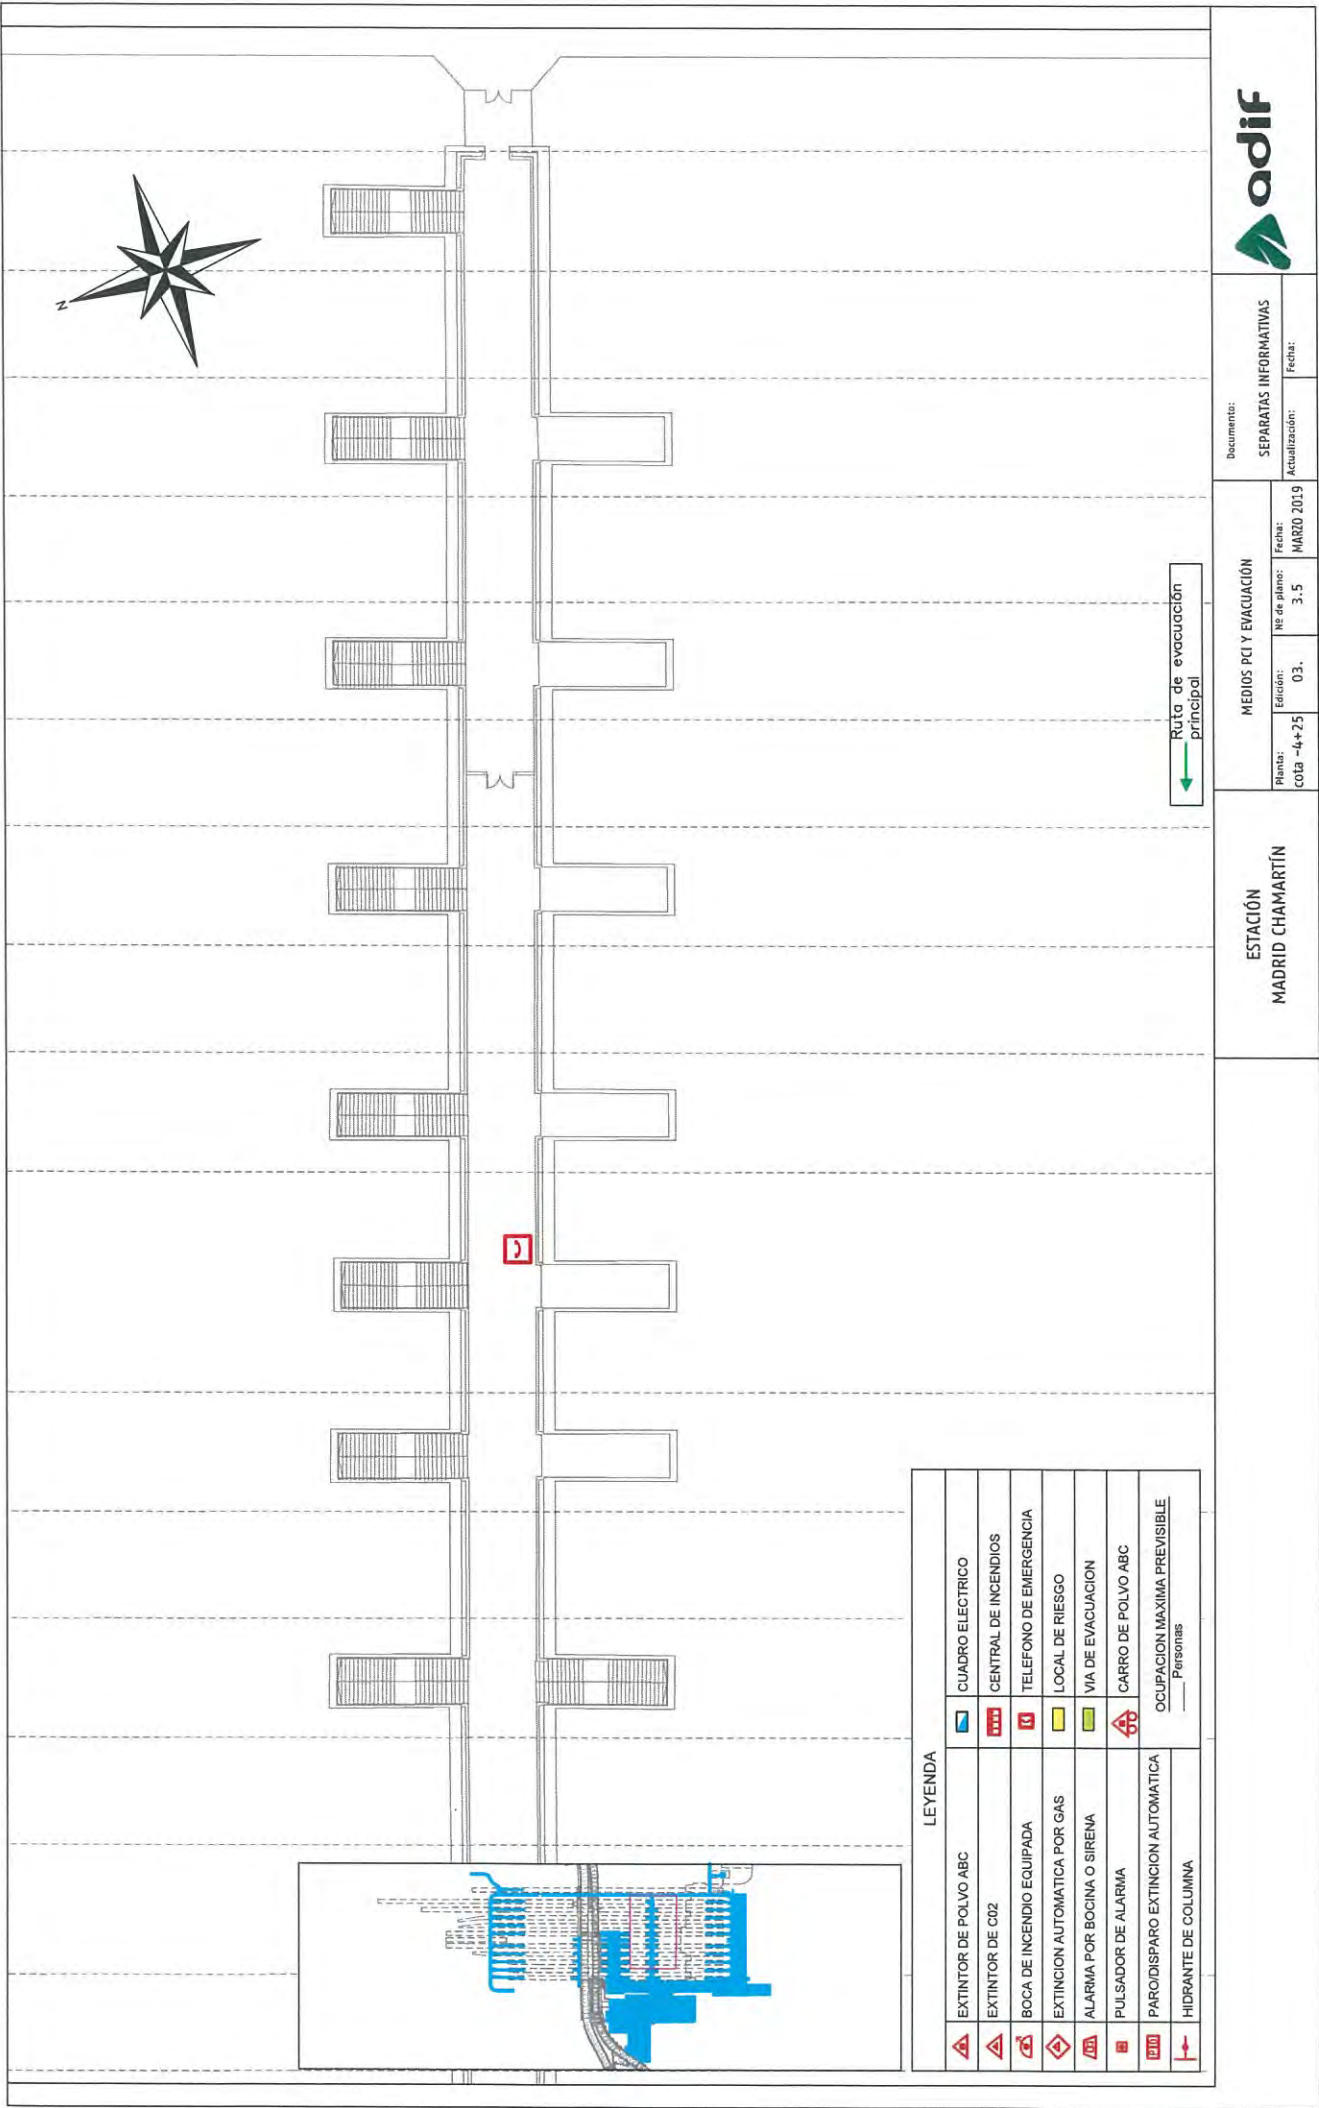 N
Ruta de evacuación
principal
LEYENDA
EXTINTOR DE POLVO ABC
CUADRO ELECTRICO
EXTINTOR DE C02
CENTRAL DE INCENDIOS
BOCA DE INCENDIO EQUIPADA
TELEFONO DE EMERGENCIA
EXTINCION AUTOMATICA POR GAS
LOCAL DE RIESGO
ALARMA POR BOCINA O SIRENA
VIA DE EVACUACION
PULSADOR DE ALARMA
CARRO DE POLVO ABC
PARO/DISPARO EXTINCION AUTOMATICA
OCUPACION MAXIMA PREVISIBLE
____ Personas
HIDRANTE DE COLUMNA
ESTACIÓN
MADRID CHAMARTÍN
MEDIOS PCI Y EVACUACIÓN
Planta:
cota -4+25
Edición:
03.
Nº de plano:
3.5
Fecha:
MARZO 2019
Documento:
SEPARATAS INFORMATIVAS
Actualización:
Fecha:
adif